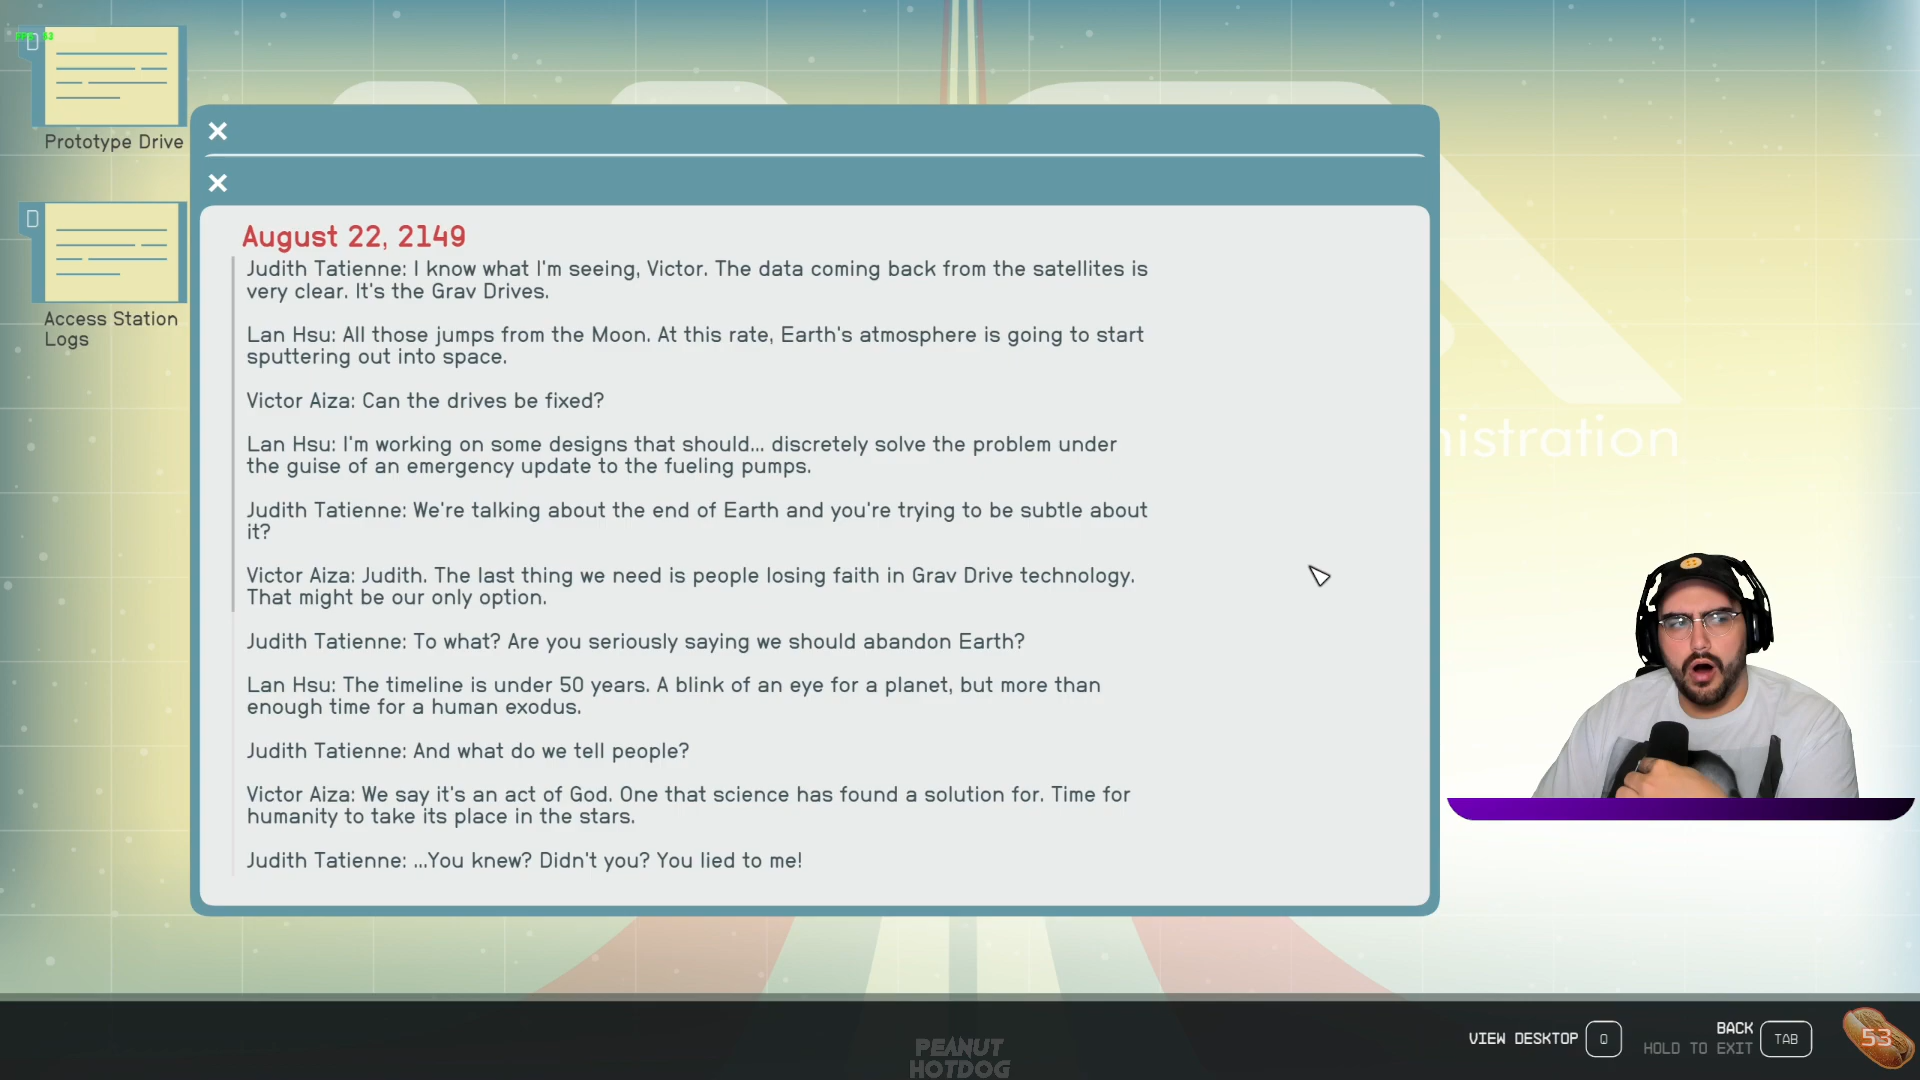 FPS 43
D
Prototype Drive
D
Access Station
Logs
August 22, 2149
Judith Tatienne: I know what I'm seeing, Victor. The data coming back from the satellites is
very clear. It's the Grav Drives.
Lan Hsu: All those jumps from the Moon. At this rate, Earth's atmosphere is going to start
sputtering out into space.
Victor Aiza: Can the drives be fixed?
Lan Hsu: I'm working on some designs that should... discretely solve the problem under
the guise of an emergency update to the fueling pumps.
Judith Tatienne: We're talking about the end of Earth and you're trying to be subtle about
it?
Victor Aiza: Judith. The last thing we need is people losing faith in Grav Drive technology.
That might be our only option.
Judith Tatienne: To what? Are you seriously saying we should abandon Earth?
Lan Hsu: The timeline is under 50 years. A blink of an eye for a planet, but more than
enough time for a human exodus.
Judith Tatienne: And what do we tell people?
Victor Aiza: We say it's an act of God. One that science has found a solution for. Time for
humanity to take its place in the stars.
Judith Tatienne: ...You knew? Didn't you? You lied to me!
nistration
VIEW DESKTOP Q
BACK
HOLD TO EXIT TAB
53
PEANUT
HOTDOG